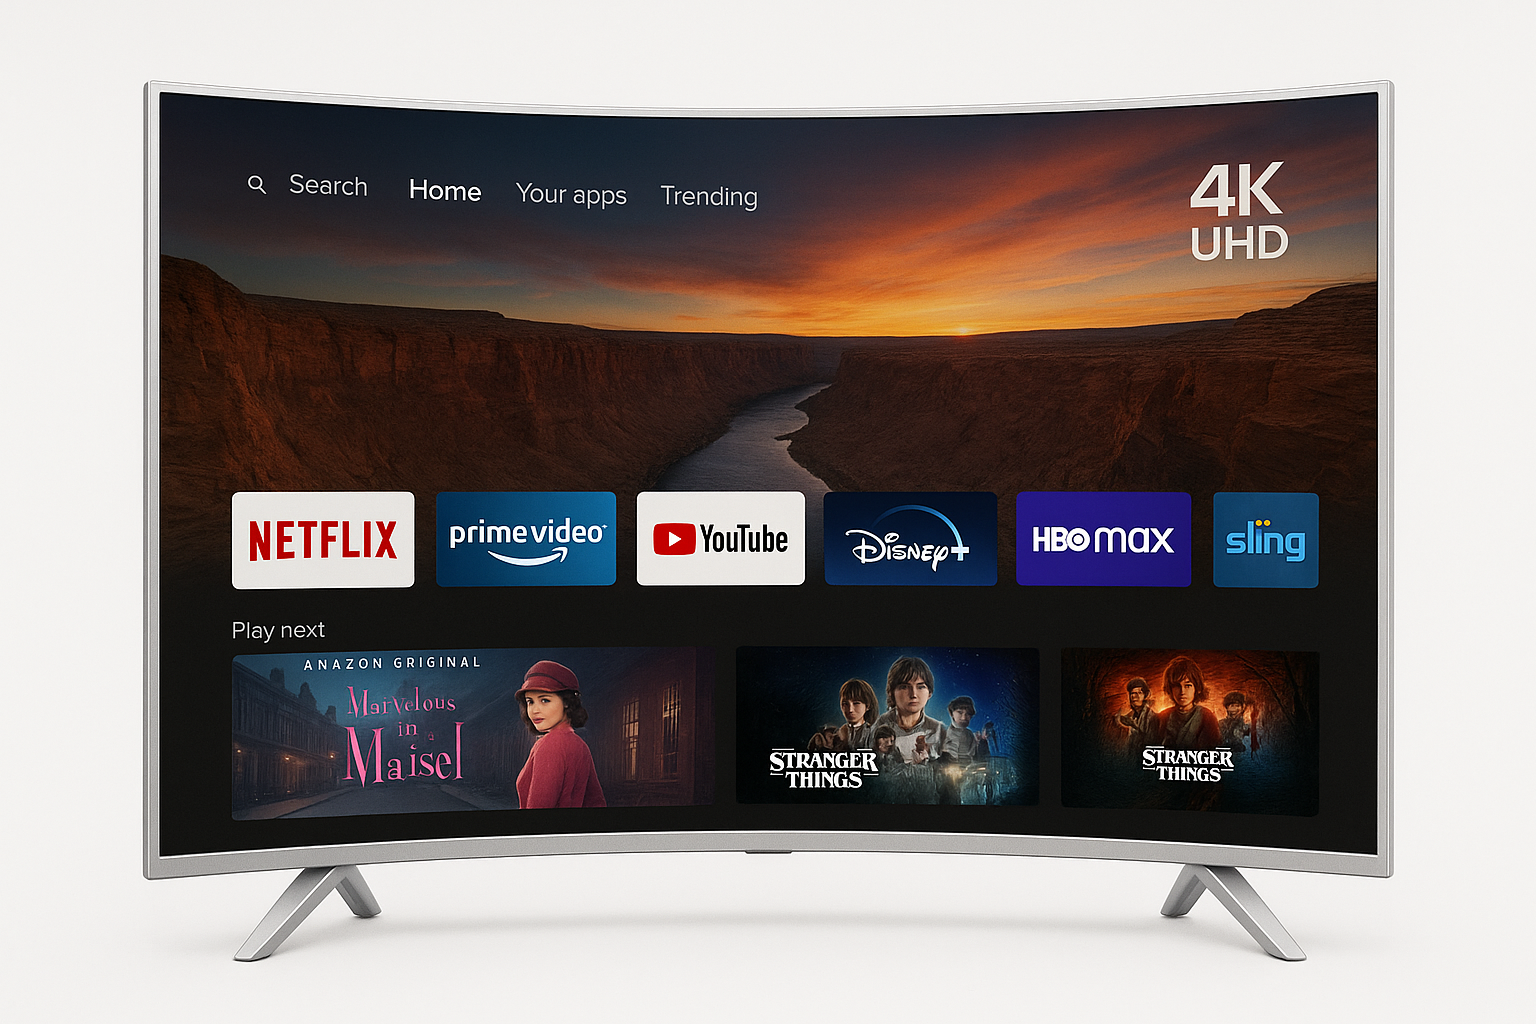 Search Home Your apps Trending
4K
UHD
NETFLIX
prime video
YouTube
Disney+
HBO max
sling
Play next
ANAZON GRIGINAL
Marvelous
in
Maisel
STRANGER
THINGS
STRANGER
THINGS